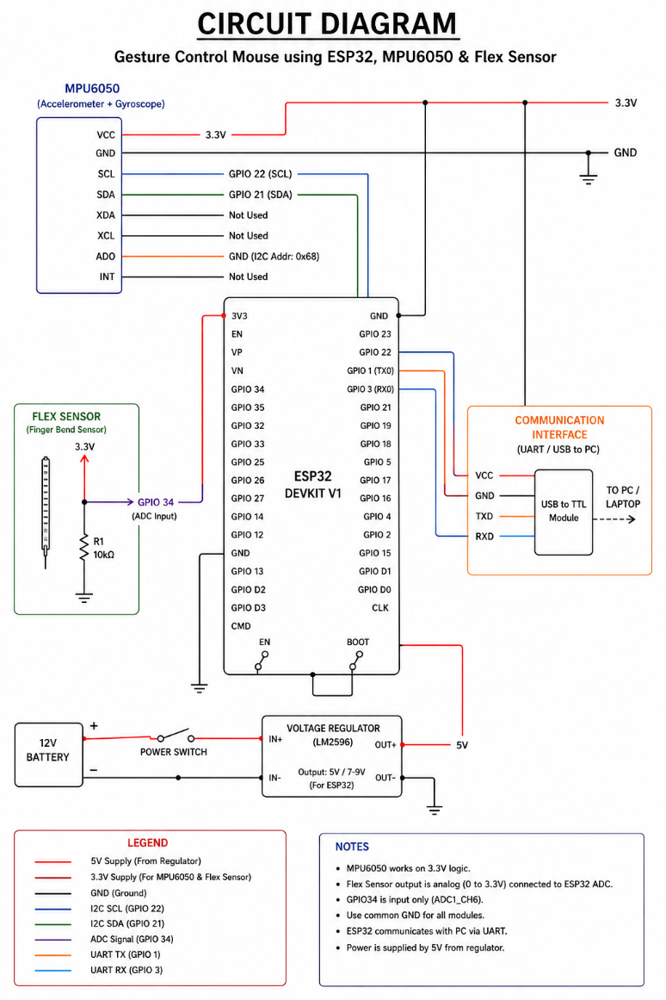 CIRCUIT DIAGRAM
Gesture Control Mouse using ESP32, MPU6050 & Flex Sensor
MPU6050
(Accelerometer + Gyroscope)
3.3V
VCC
3.3V
GND
GND
SCL
GPIO 22 (SCL)
SDA
GPIO 21 (SDA)
XDA
Not Used
XCL
Not Used
ADO
GND (I2C Addr: 0x68)
INT
Not Used
3V3
EN
VP
VN
GPIO 34
GPIO 35
GPIO 32
GPIO 33
GPIO 25
GPIO 26
GPIO 27
GPIO 14
GPIO 12
GND
GPIO 13
GPIO D2
GPIO D3
CMD
ESP32
DEVKIT V1
GND
GPIO 23
GPIO 22
GPIO 1 (TX0)
GPIO 3 (RX0)
GPIO 21
GPIO 19
GPIO 18
GPIO 5
GPIO 17
GPIO 16
GPIO 4
GPIO 2
GPIO 15
GPIO D1
GPIO D0
CLK
EN
BOOT
FLEX SENSOR
(Finger Bend Sensor)
3.3V
GPIO 34
(ADC Input)
R1
10kΩ
COMMUNICATION
INTERFACE
(UART / USB to PC)
VCC
GND
TXD
RXD
USB to TTL
Module
TO PC /
LAPTOP
12V
BATTERY
+
−
POWER SWITCH
VOLTAGE REGULATOR
(LM2596)
IN+
OUT+
5V
Output: 5V / 7-9V
(For ESP32)
IN-
OUT-
LEGEND
5V Supply (From Regulator)
3.3V Supply (For MPU6050 & Flex Sensor)
GND (Ground)
I2C SCL (GPIO 22)
I2C SDA (GPIO 21)
ADC Signal (GPIO 34)
UART TX (GPIO 1)
UART RX (GPIO 3)
NOTES
• MPU6050 works on 3.3V logic.
• Flex Sensor output is analog (0 to 3.3V) connected to ESP32 ADC.
• GPIO34 is input only (ADC1_CH6).
• Use common GND for all modules.
• ESP32 communicates with PC via UART.
• Power is supplied by 5V from regulator.